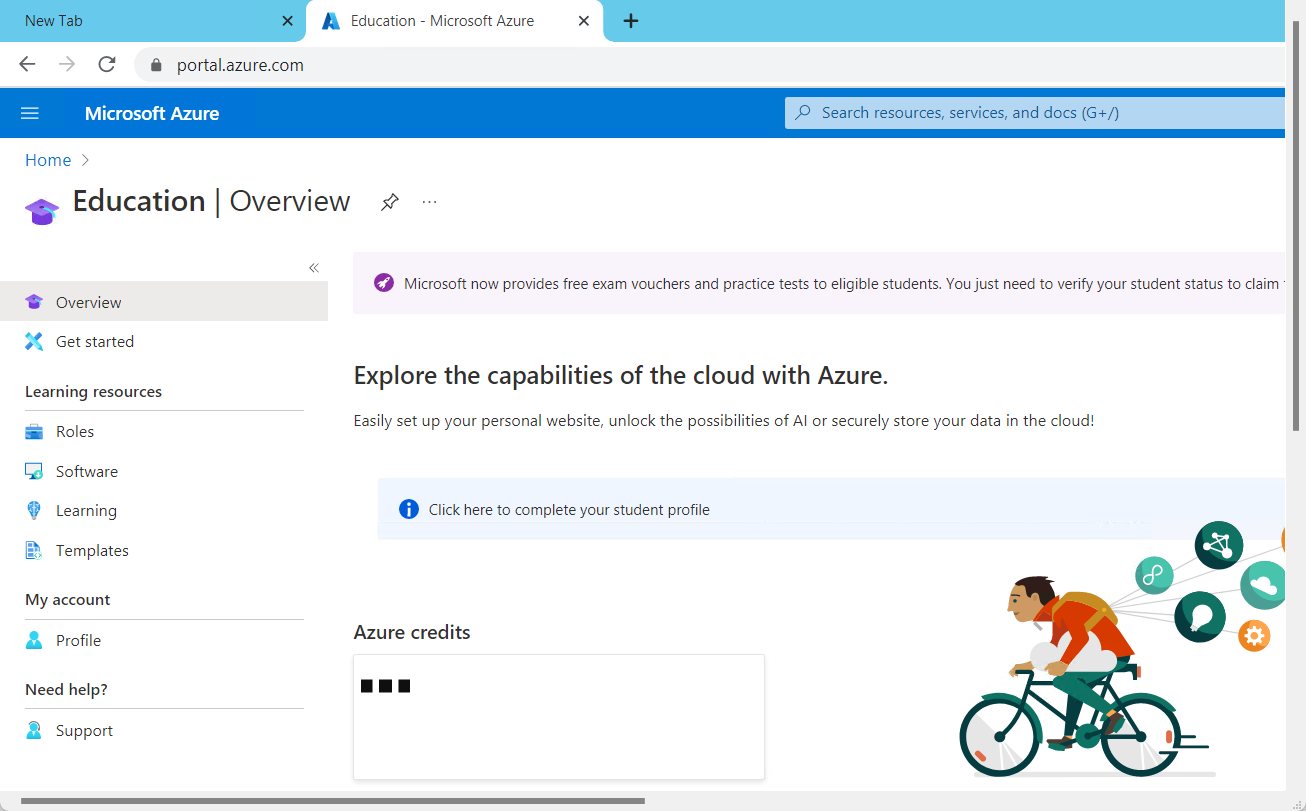 New Tab
Education - Microsoft Azure
portal.azure.com
Microsoft Azure
Search resources, services, and docs (G+/)
Home
Education | Overview
Microsoft now provides free exam vouchers and practice tests to eligible students. You just need to verify your student status to claim
Overview
Get started
Learning resources
Roles
Software
Learning
Templates
My account
Profile
Need help?
Support
Explore the capabilities of the cloud with Azure.
Easily set up your personal website, unlock the possibilities of AI or securely store your data in the cloud!
Click here to complete your student profile
Azure credits